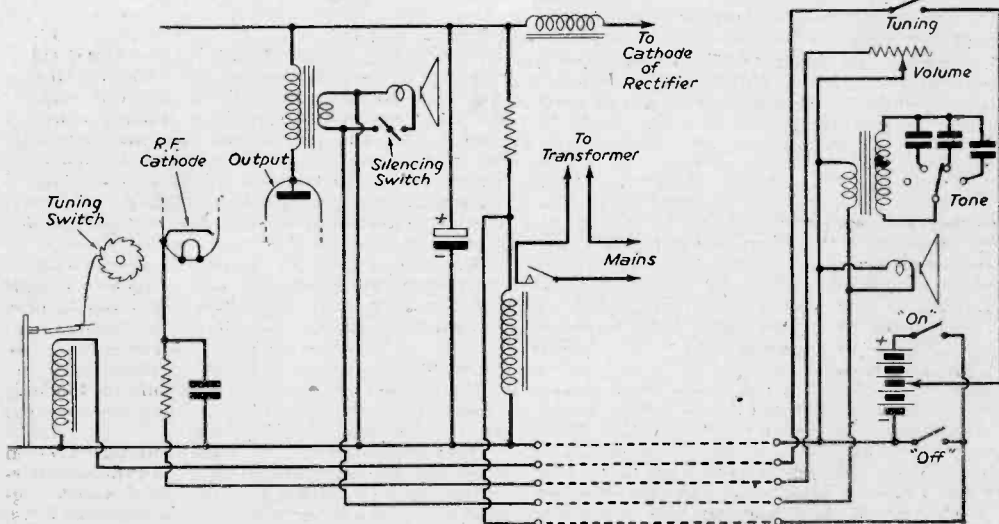 To
Cathode
of
Rectifier
Tuning
Volume
R.F.
Cathode
Output
Silencing
Switch
To
Transformer
Tuning
Switch
Tone
+
-
Mains
"On"
+
"Off"